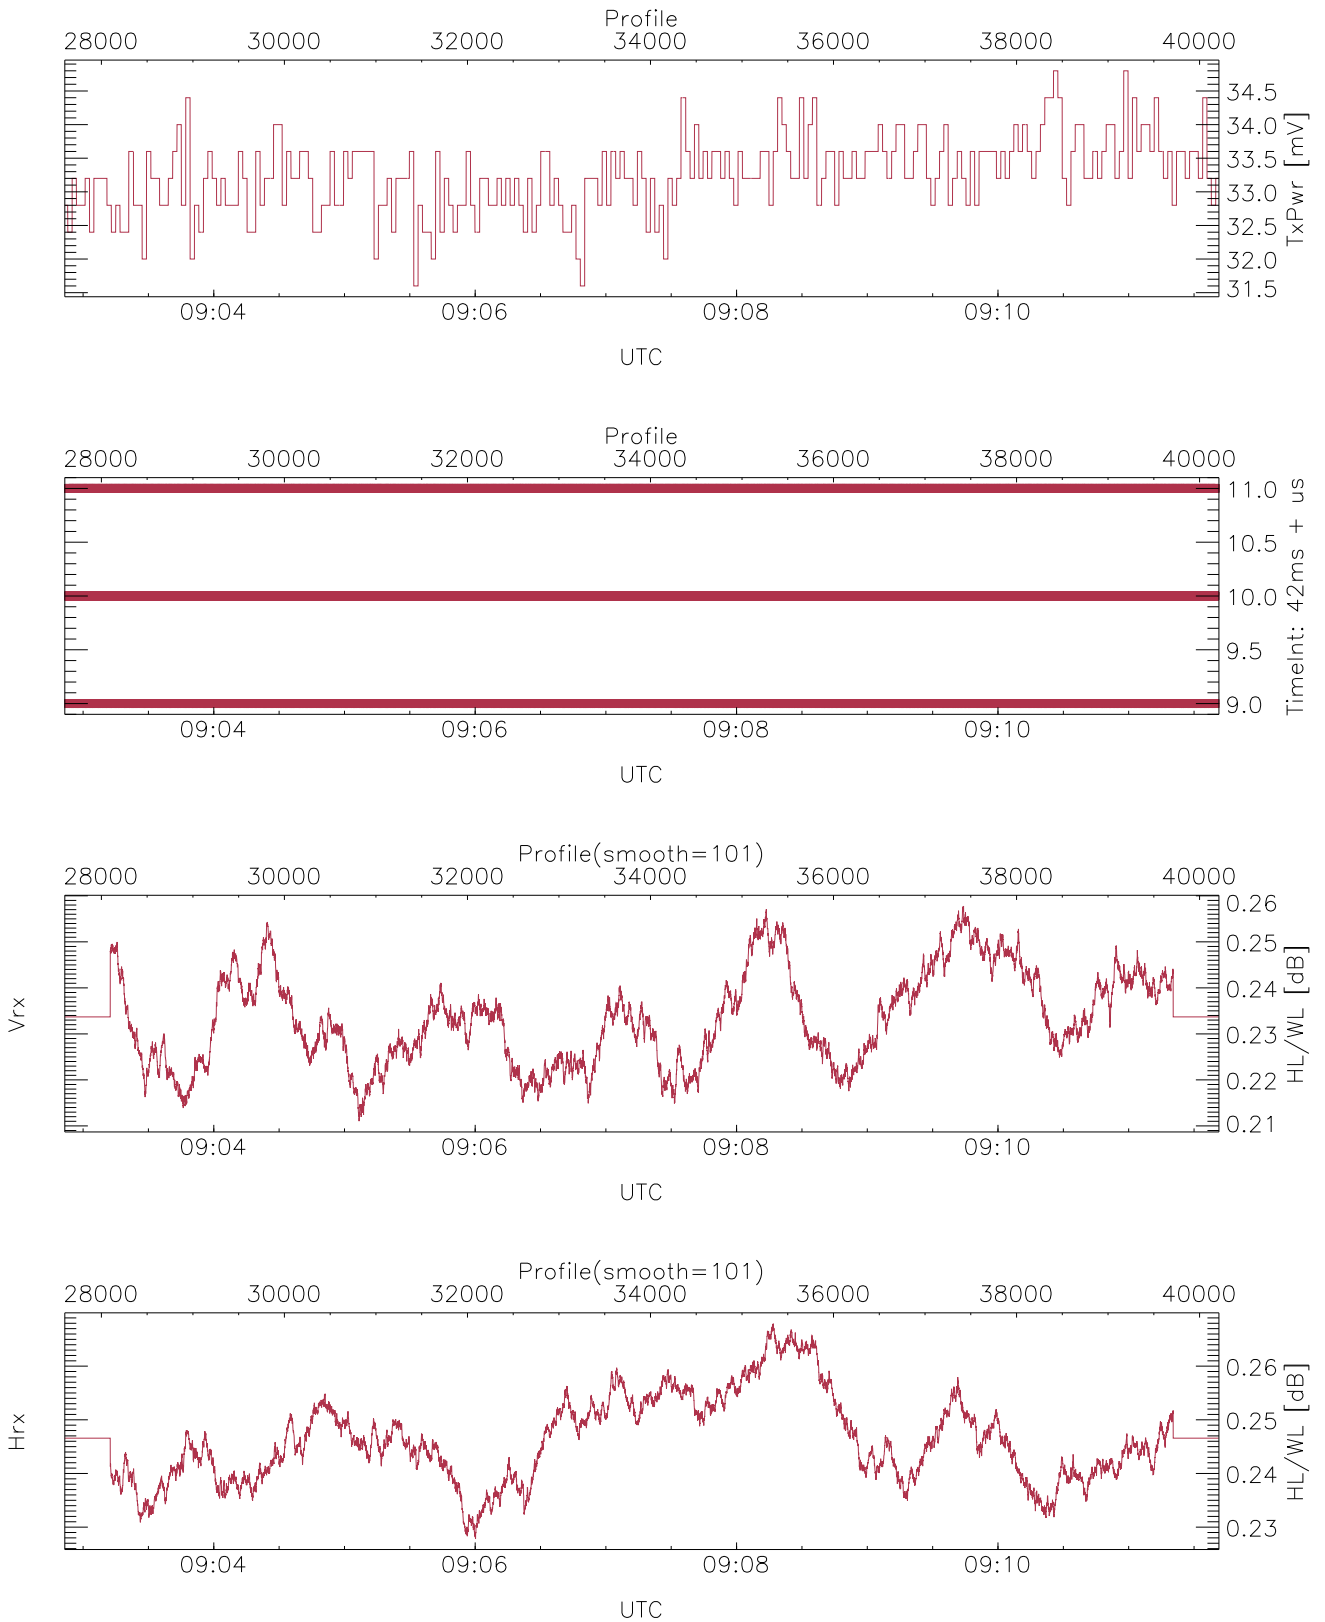 Profile
28000 30000 32000 34000 36000 38000 40000
34.5
34.0
33.5
33.0
32.5
32.0
31.5
TxPwr [mV]
09:04 09:06 09:08 09:10
UTC
Profile
28000 30000 32000 34000 36000 38000 40000
11.0
10.5
10.0
9.5
9.0
TimeInt: 42ms + us
09:04 09:06 09:08 09:10
UTC
Profile(smooth=101)
28000 30000 32000 34000 36000 38000 40000
Vrx
0.26
0.25
0.24
0.23
0.22
0.21
HL/WL [dB]
09:04 09:06 09:08 09:10
UTC
Profile(smooth=101)
28000 30000 32000 34000 36000 38000 40000
Hrx
0.26
0.25
0.24
0.23
HL/WL [dB]
09:04 09:06 09:08 09:10
UTC